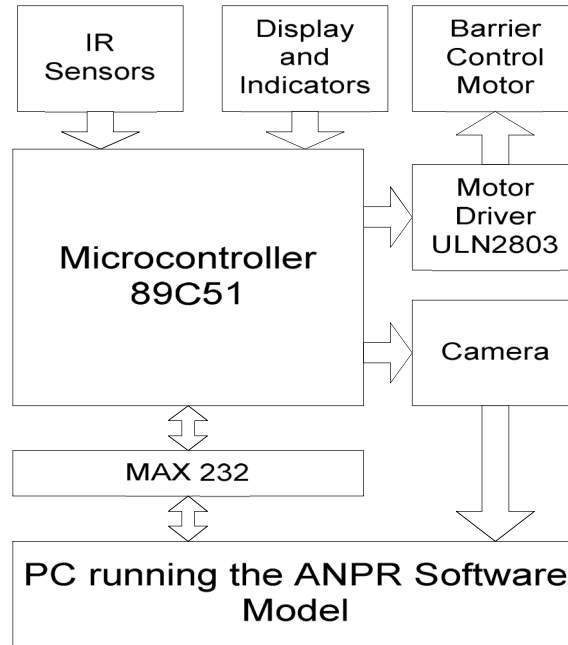 IR
Sensors
Display
and
Indicators
Barrier
Control
Motor
Microcontroller
89C51
Motor
Driver
ULN2803
Camera
MAX 232
PC running the ANPR Software
Model